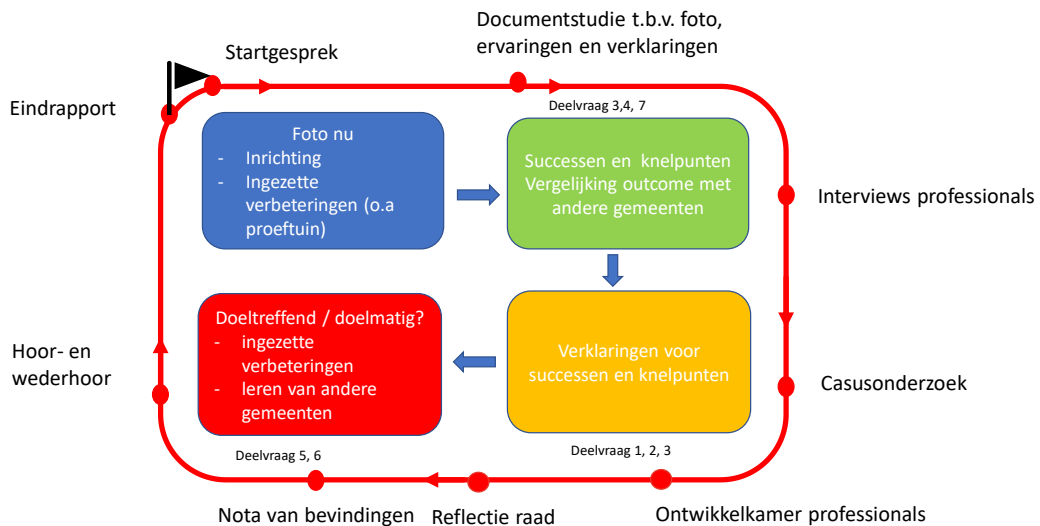 Documentstudie t.b.v. foto,
ervaringen en verklaringen
Startgesprek
Eindrapport
Deelvraag 3,4, 7
Foto nu
- Inrichting
- Ingezette
verbeteringen (o.a
proeftuin)
Successen en knelpunten
Vergelijking outcome met
andere gemeenten
Interviews professionals
Doeltreffend / doelmatig?
- ingezette
verbeteringen
- leren van andere
gemeenten
Verklaringen voor
successen en knelpunten
Hoor- en
wederhoor
Casusonderzoek
Deelvraag 5, 6
Deelvraag 1, 2, 3
Nota van bevindingen
Reflectie raad
Ontwikkelkamer professionals